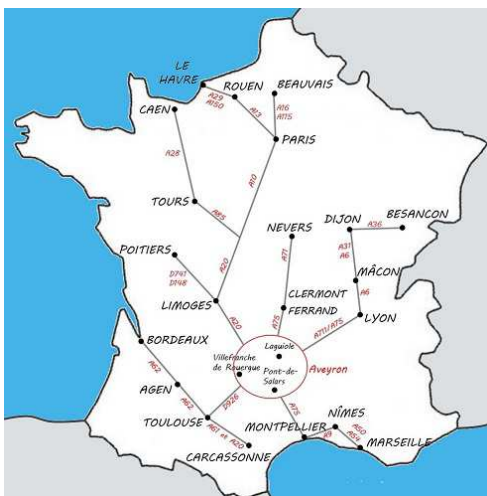 LE
HAVRE
ROUEN
BEAUVAIS
A29
A150
A13
A16
A115
CAEN
PARIS
A28
A10
TOURS
A85
NEVERS
DIJON
A36
BESANCON
POITIERS
A71
A31
A6
D741
D148
A20
MÂCON
LIMOGES
CLERMONT
FERRAND
A6
A75
LYON
A20
A711/A75
BORDEAUX
Laguiole
Villefranche
de Rouergue
Aveyron
Pont-de-
Salars
A62
AGEN
A62
D926
A75
TOULOUSE
A61 et A20
NÎMES
MONTPELLIER
A9
A50
A54
MARSEILLE
CARCASSONNE